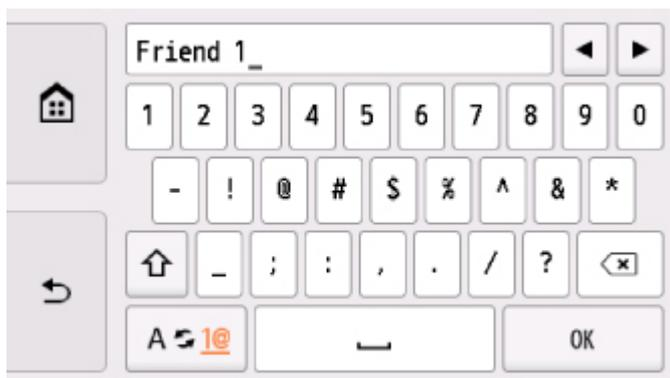 Friend 1_
1 2 3 4 5 6 7 8 9 0
- ! @ # $ % ^ & *
_ ; : , . / ?
A 1@ OK